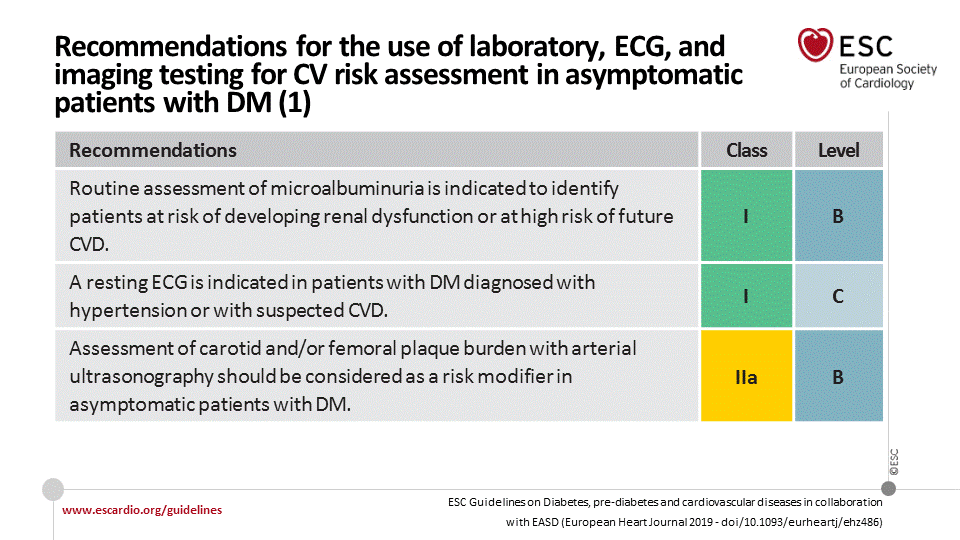 Recommendations for the use of laboratory, ECG, and
imaging testing for CV risk assessment in asymptomatic
patients with DM (1)
ESC
European Society
of Cardiology
Recommendations Class Level
Routine assessment of microalbuminuria is indicated to identify
patients at risk of developing renal dysfunction or at high risk of future
CVD.
I B
A resting ECG is indicated in patients with DM diagnosed with
hypertension or with suspected CVD.
I C
Assessment of carotid and/or femoral plaque burden with arterial
ultrasonography should be considered as a risk modifier in
asymptomatic patients with DM.
IIa B
©ESC
www.escardio.org/guidelines
ESC Guidelines on Diabetes, pre-diabetes and cardiovascular diseases in collaboration
with EASD (European Heart Journal 2019 - doi/10.1093/eurheartj/ehz486)